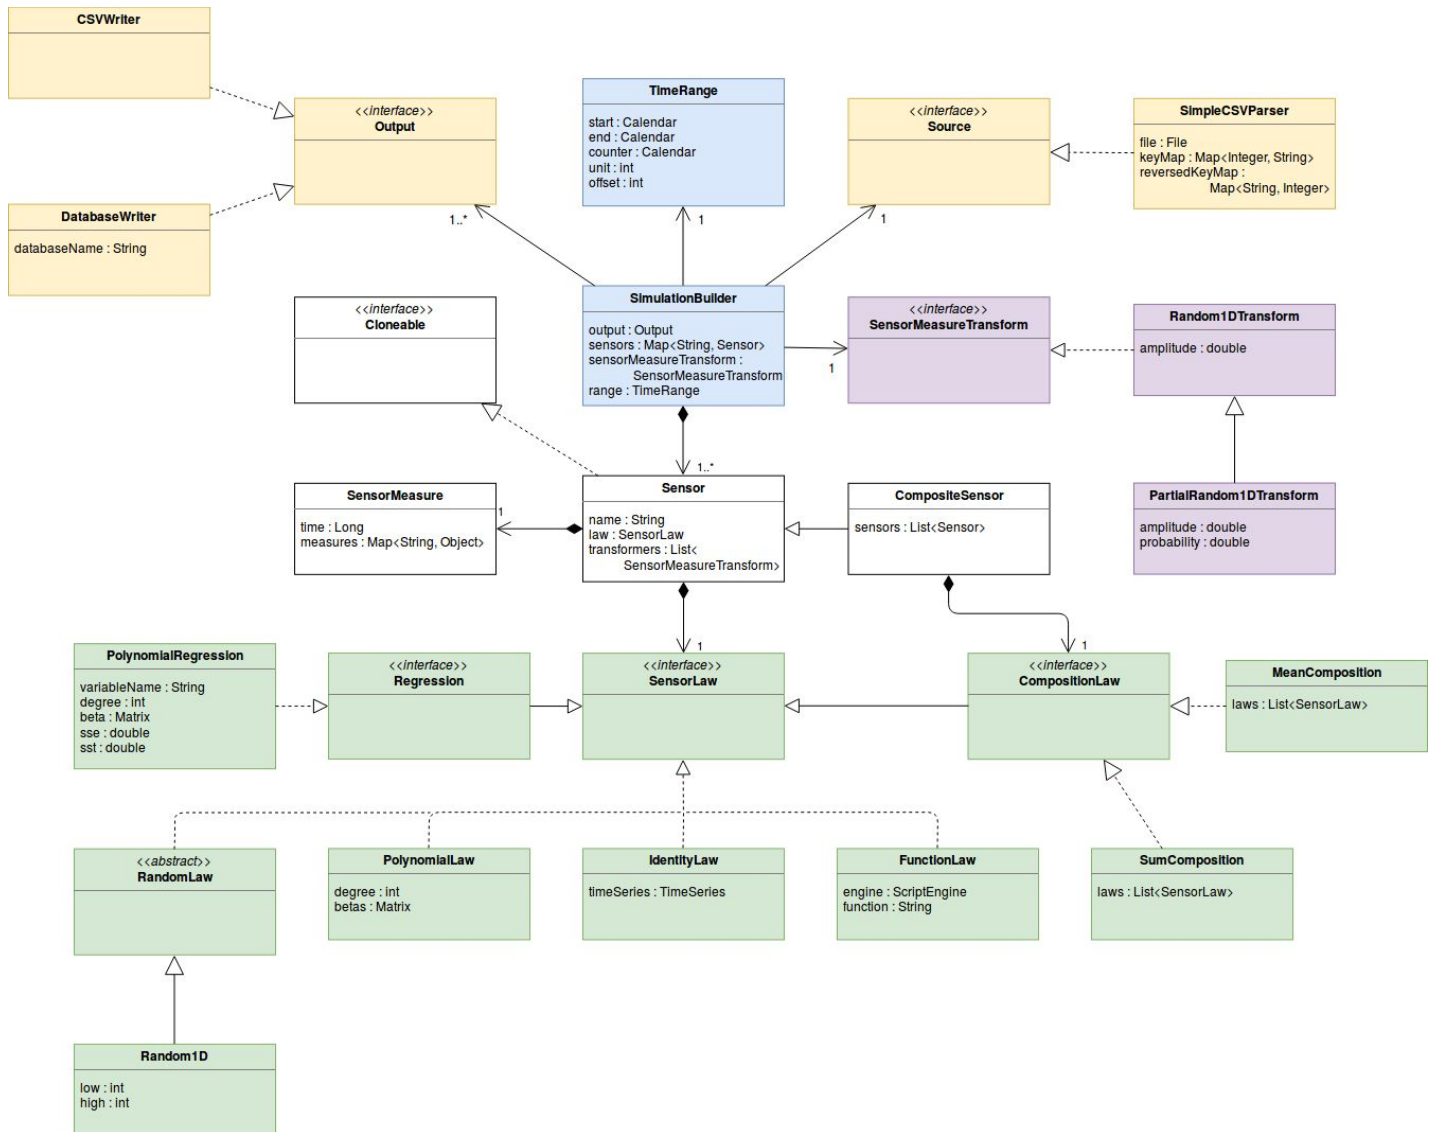 CSVWriter
<<interface>>
Output
DatabaseWriter
databaseName : String
TimeRange
start : Calendar
end : Calendar
counter : Calendar
unit : int
offset : int
<<interface>>
Source
SimpleCSVParser
file : File
keyMap : Map<Integer, String>
reversedKeyMap :
Map<String, Integer>
1..*
1
1
<<interface>>
Cloneable
SimulationBuilder
output : Output
sensors : Map<String, Sensor>
sensorMeasureTransform :
SensorMeasureTransform
range : TimeRange
<<interface>>
SensorMeasureTransform
1
Random1DTransform
amplitude : double
1..*
SensorMeasure
time : Long
measures : Map<String, Object>
1
Sensor
name : String
law : SensorLaw
transformers : List<
SensorMeasureTransform>
CompositeSensor
sensors : List<Sensor>
PartialRandom1DTransform
amplitude : double
probability : double
1
1
PolynomialRegression
variableName : String
degree : int
beta : Matrix
sse : double
sst : double
<<interface>>
Regression
<<interface>>
SensorLaw
<<interface>>
CompositionLaw
MeanComposition
laws : List<SensorLaw>
<<abstract>>
RandomLaw
PolynomialLaw
degree : int
betas : Matrix
IdentityLaw
timeSeries : TimeSeries
FunctionLaw
engine : ScriptEngine
function : String
SumComposition
laws : List<SensorLaw>
Random1D
low : int
high : int